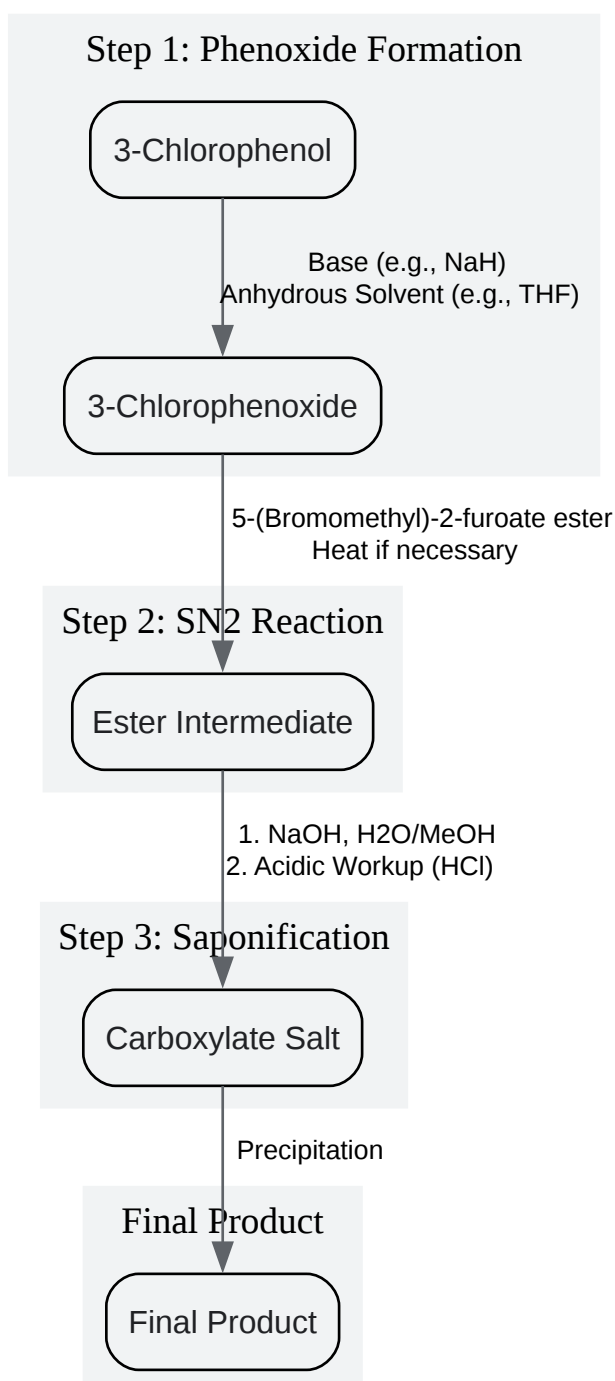 Step 1: Phenoxide Formation
3-Chlorophenol
Base (e.g., NaH)
Anhydrous Solvent (e.g., THF)
3-Chlorophenoxide
5-(Bromomethyl)-2-furoate ester
Heat if necessary
Step 2: SN2 Reaction
Ester Intermediate
1. NaOH, H2O/MeOH
2. Acidic Workup (HCl)
Step 3: Saponification
Carboxylate Salt
Precipitation
Final Product
Final Product